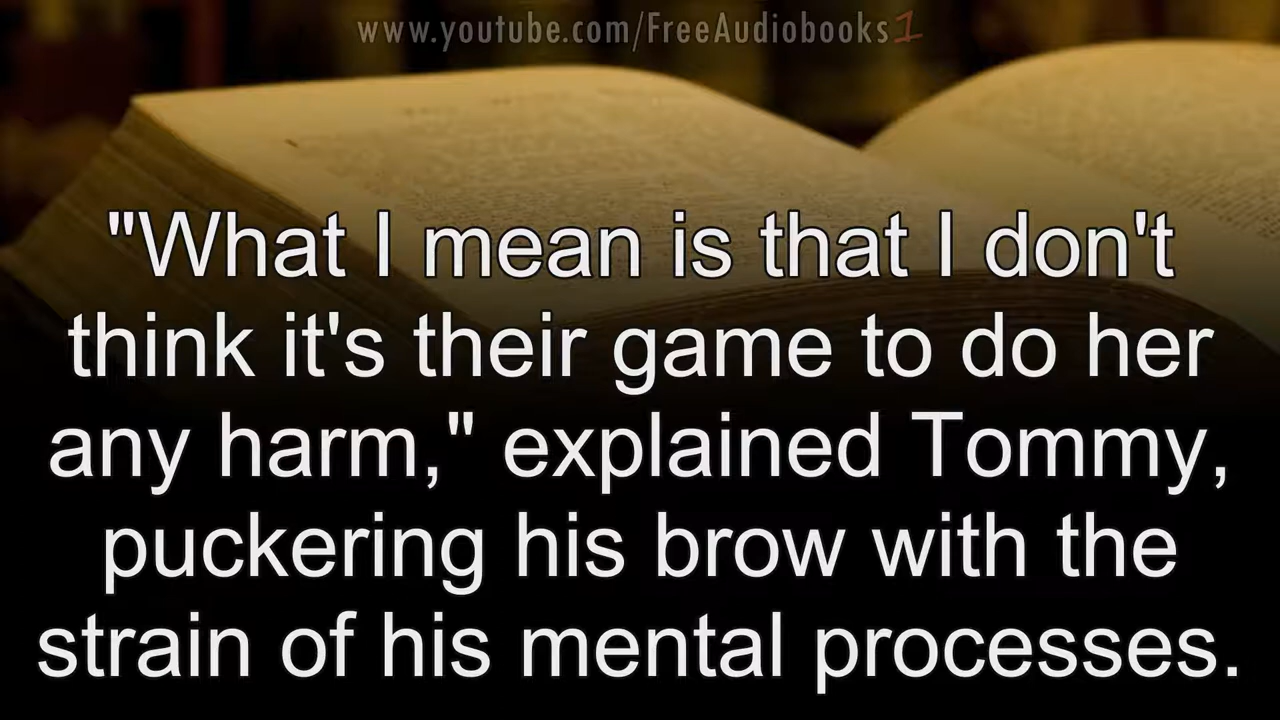 www.youtube.com/FreeAudiobooks1
"What I mean is that I don't
think it's their game to do her
any harm," explained Tommy,
puckering his brow with the
strain of his mental processes.